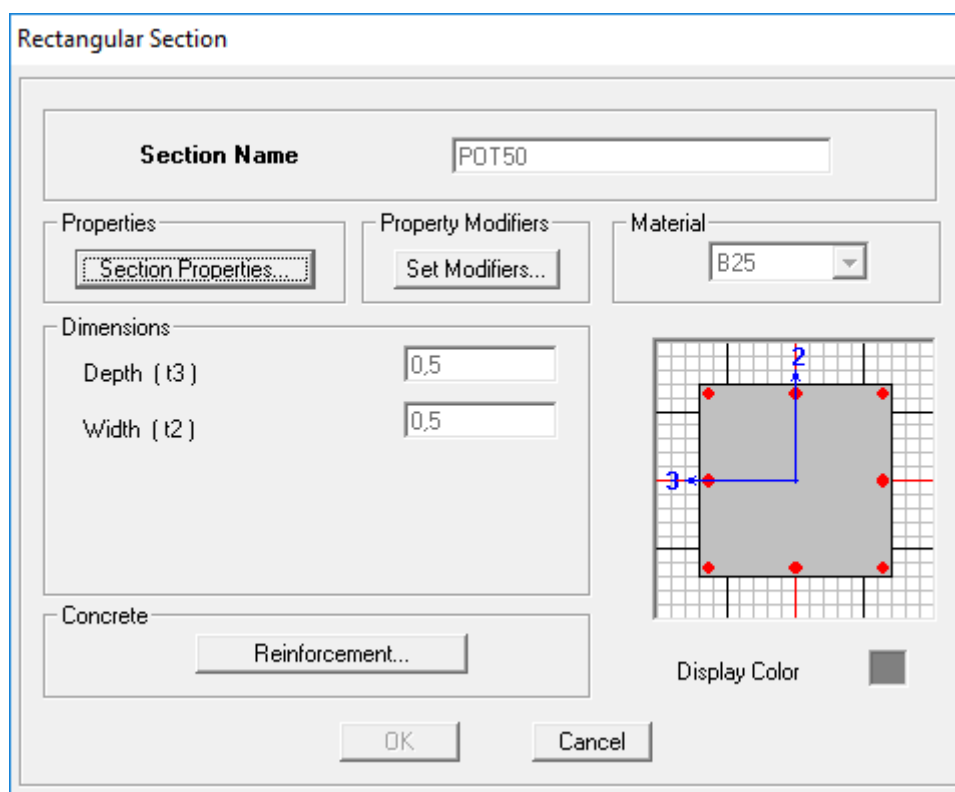 Rectangular Section
Section Name POT50
Properties Property Modifiers Material
Section Properties... Set Modifiers... B25
Dimensions
Depth ( t3 ) 0,5
Width ( t2 ) 0,5
2
3
Concrete
Reinforcement...
Display Color
OK Cancel